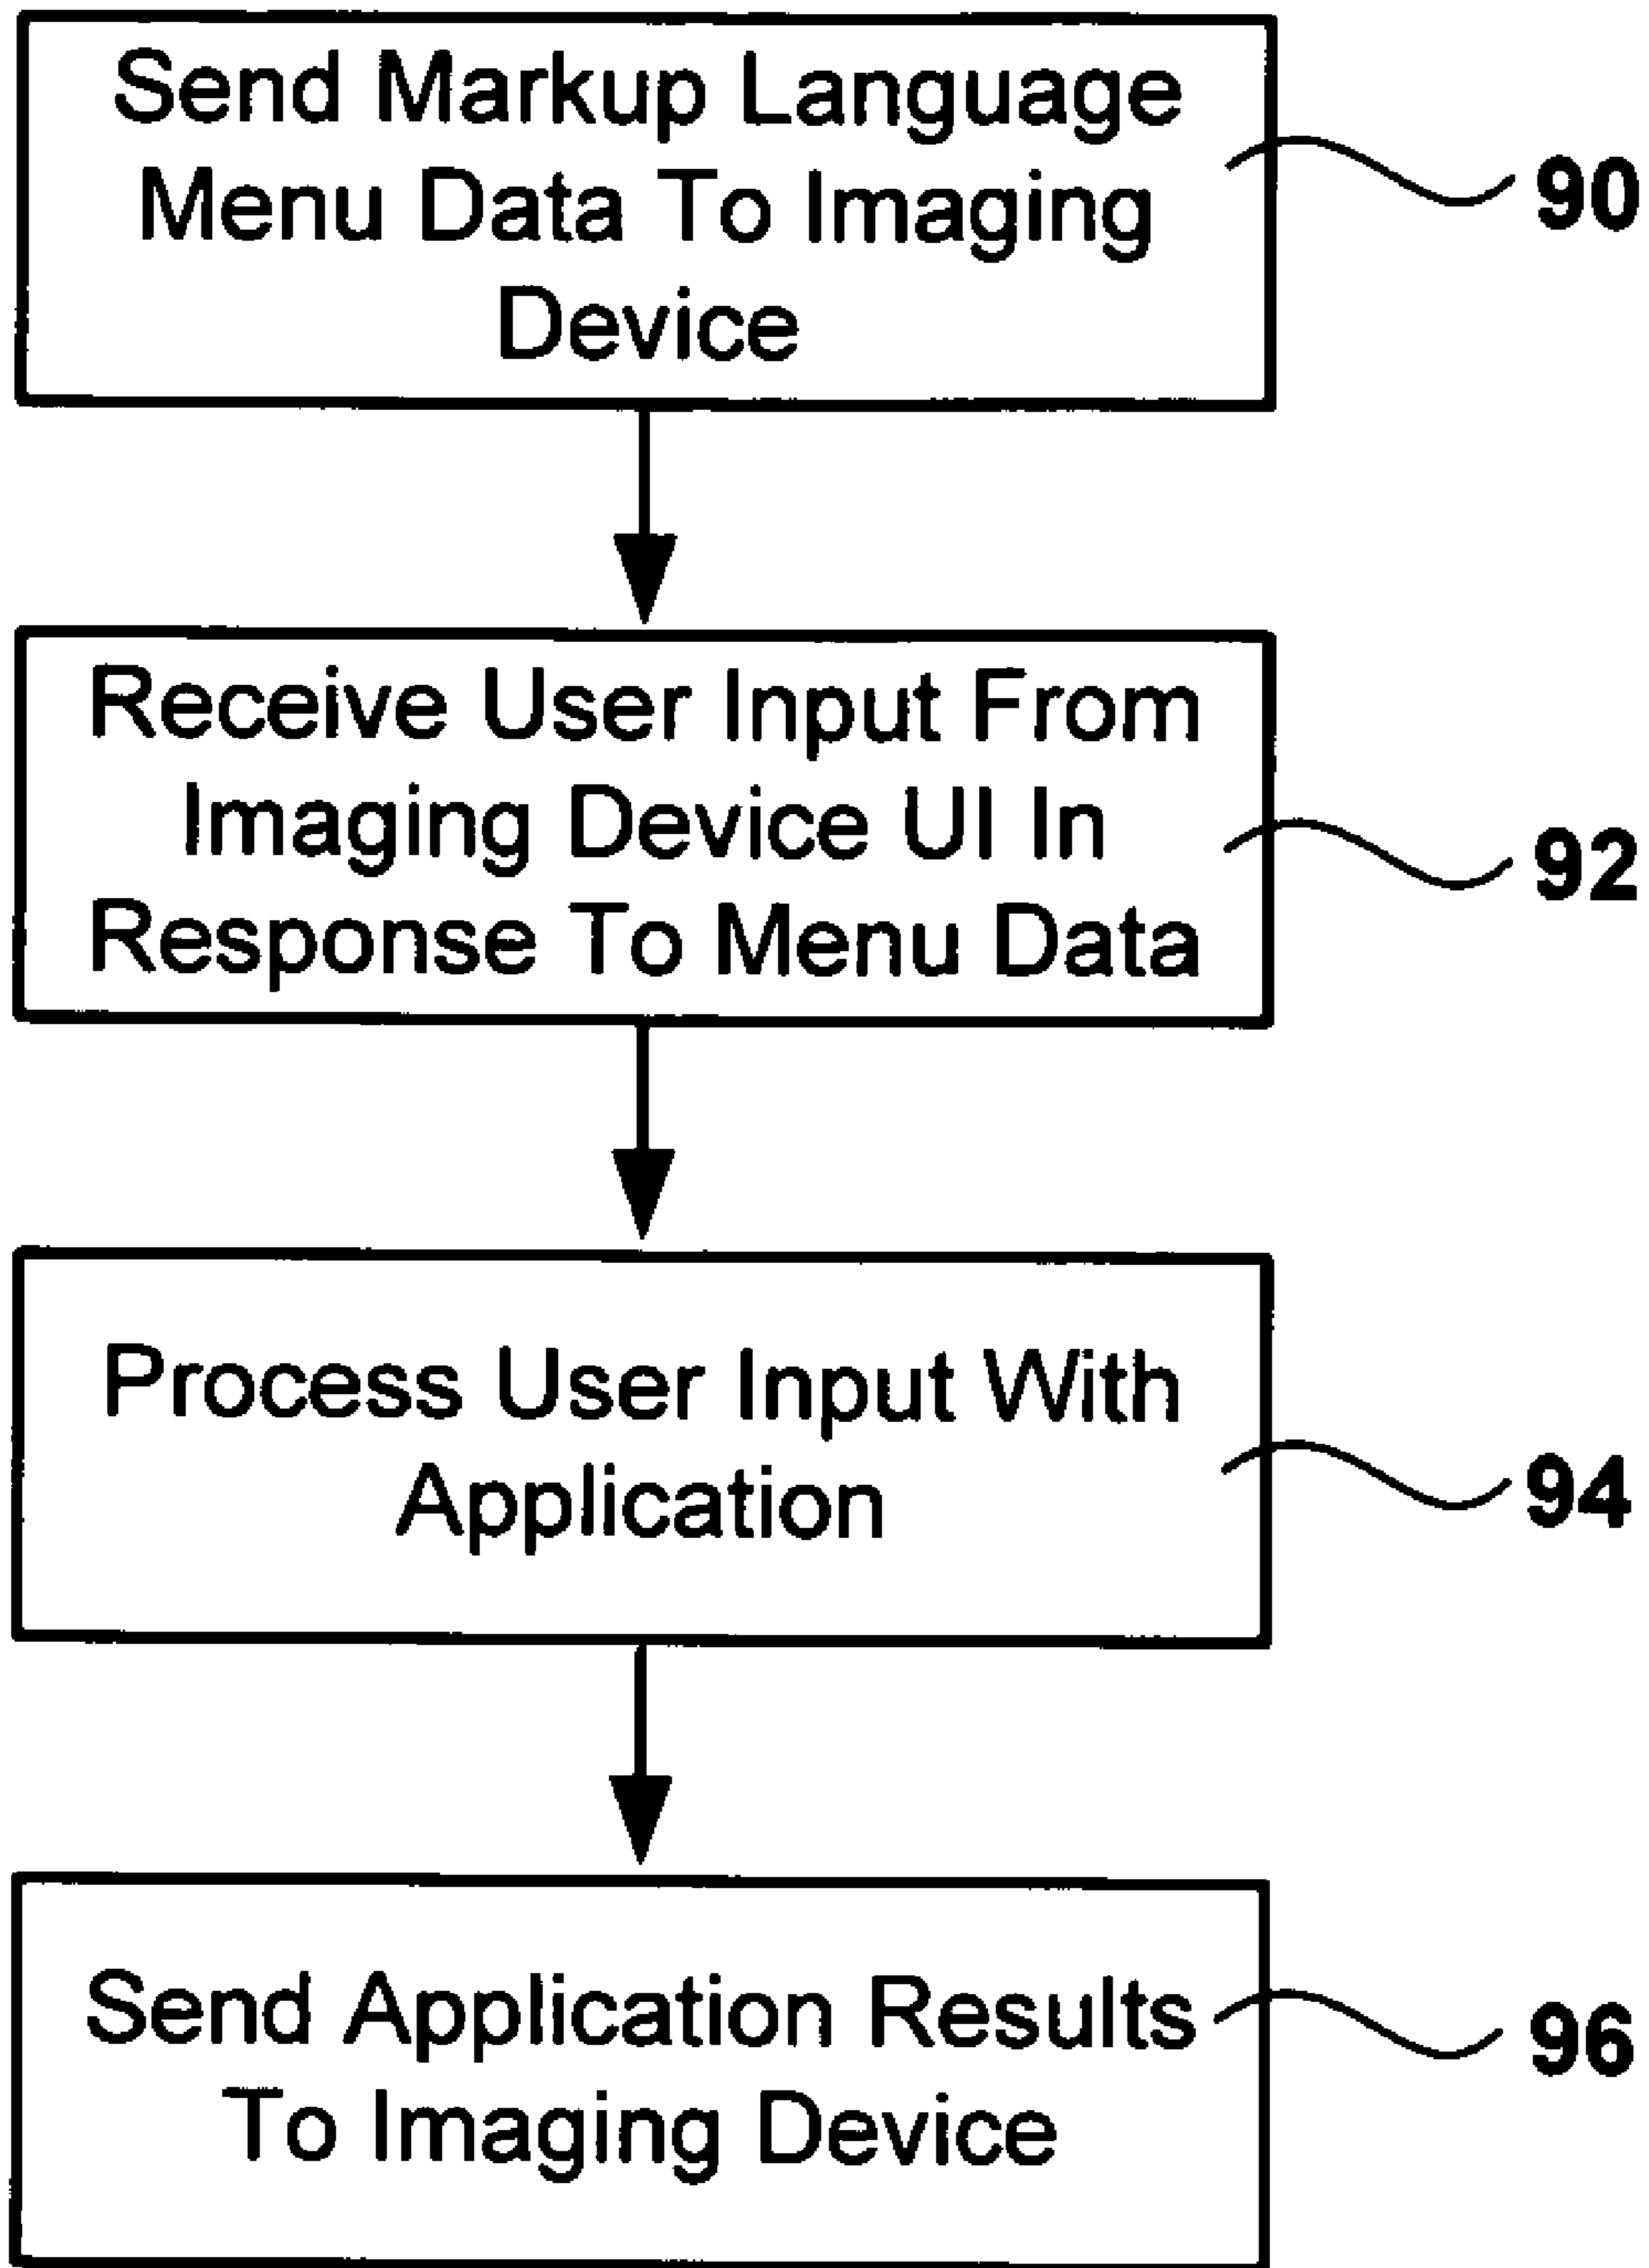 Send Markup Language
Menu Data To Imaging
Device
90
Receive User Input From
Imaging Device UI In
Response To Menu Data
92
Process User Input With
Application
94
Send Application Results
To Imaging Device
96